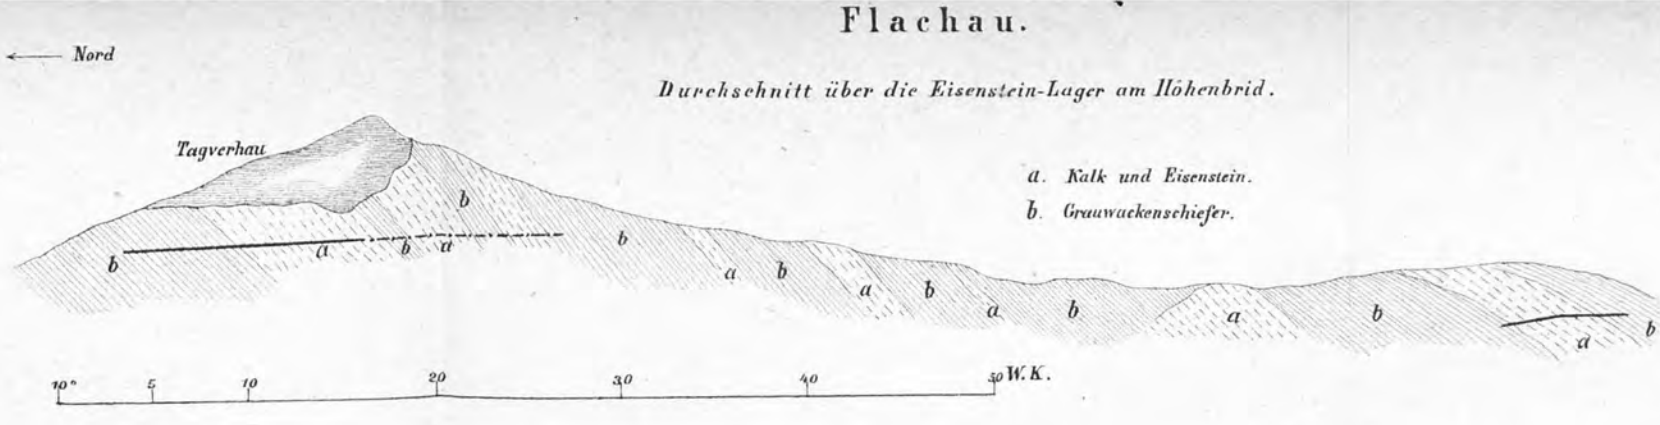 Flachau.
Nord
Durchschnitt über die Eisenstein-Lager am Höhenbrid.
Tagverhau
a. Kalk und Eisenstein.
b. Grauwackenschiefer.
b
b a b a b
b a b a b a b a b a b
10° 5 10 20 30 40 50 W.K.